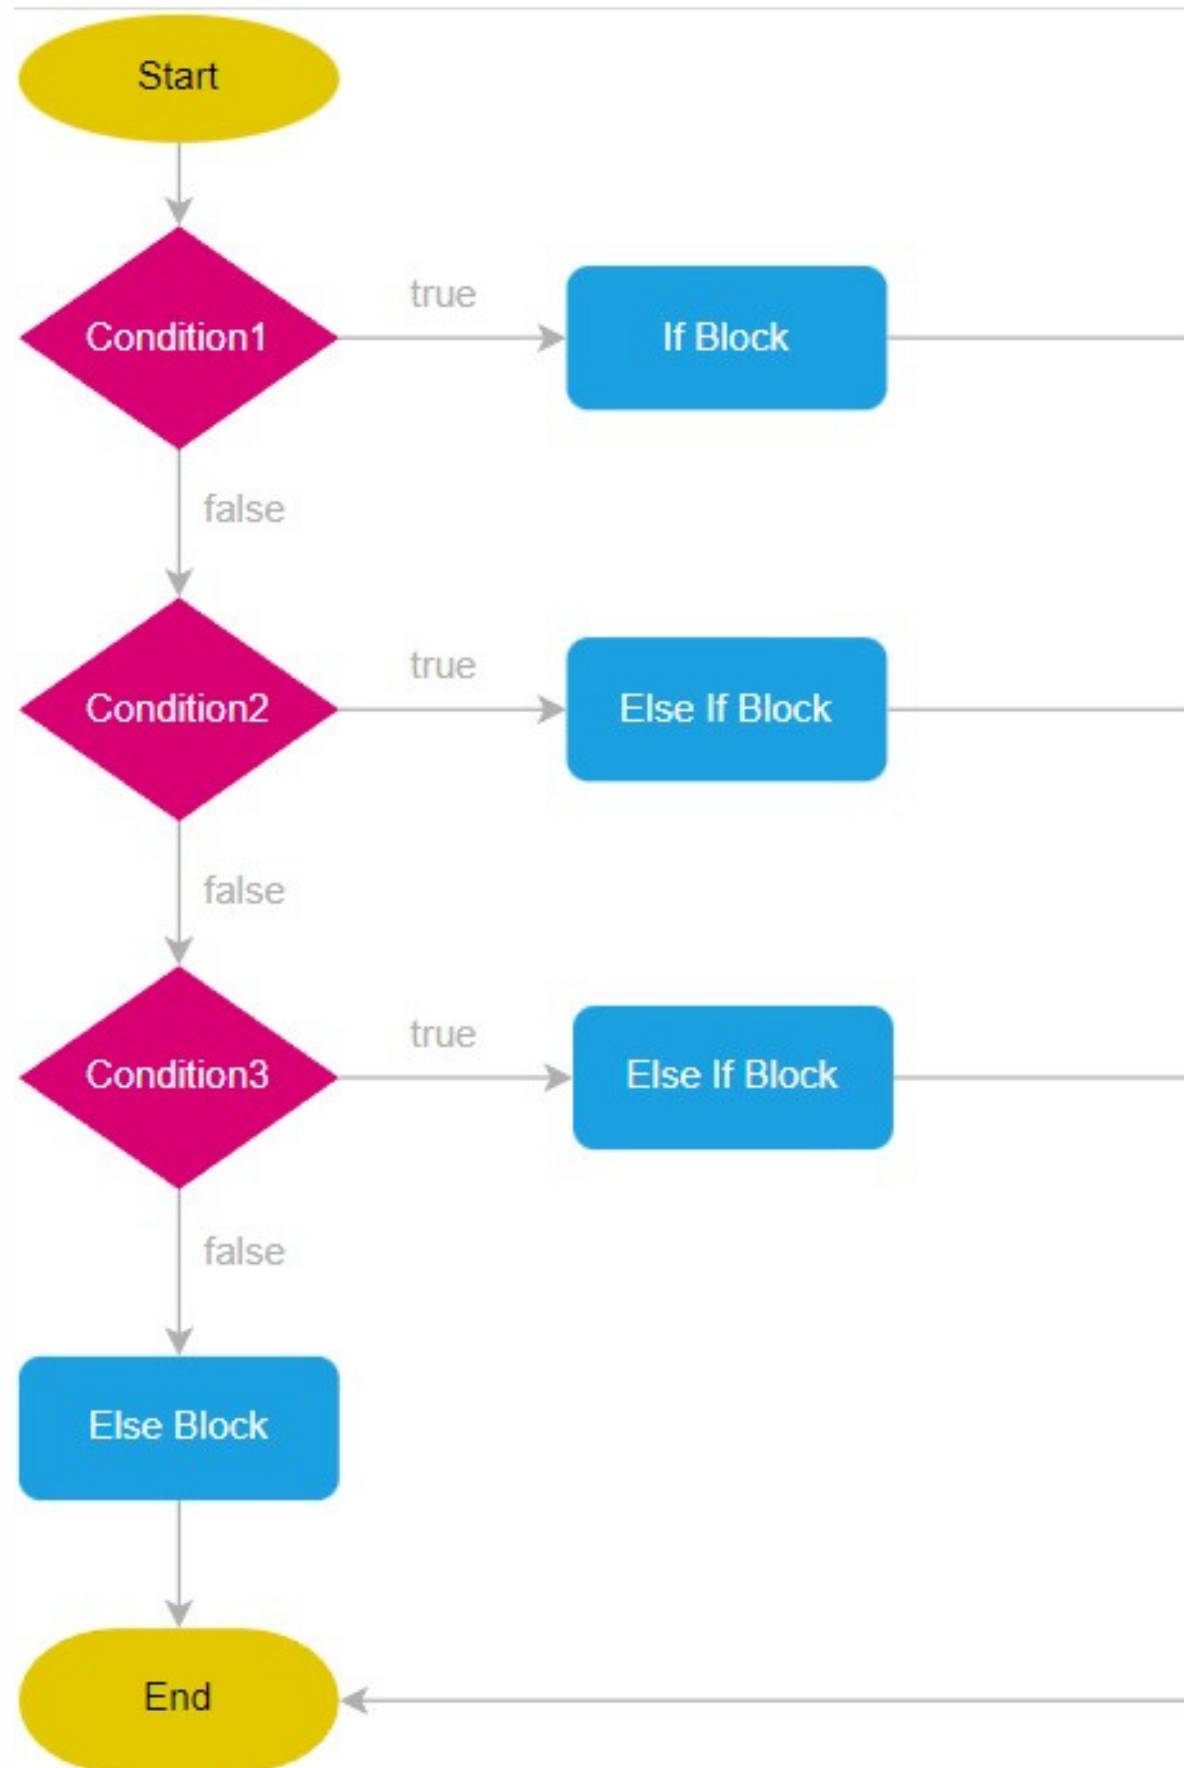 Start
Condition1
true
If Block
false
Condition2
true
Else If Block
false
Condition3
true
Else If Block
false
Else Block
End